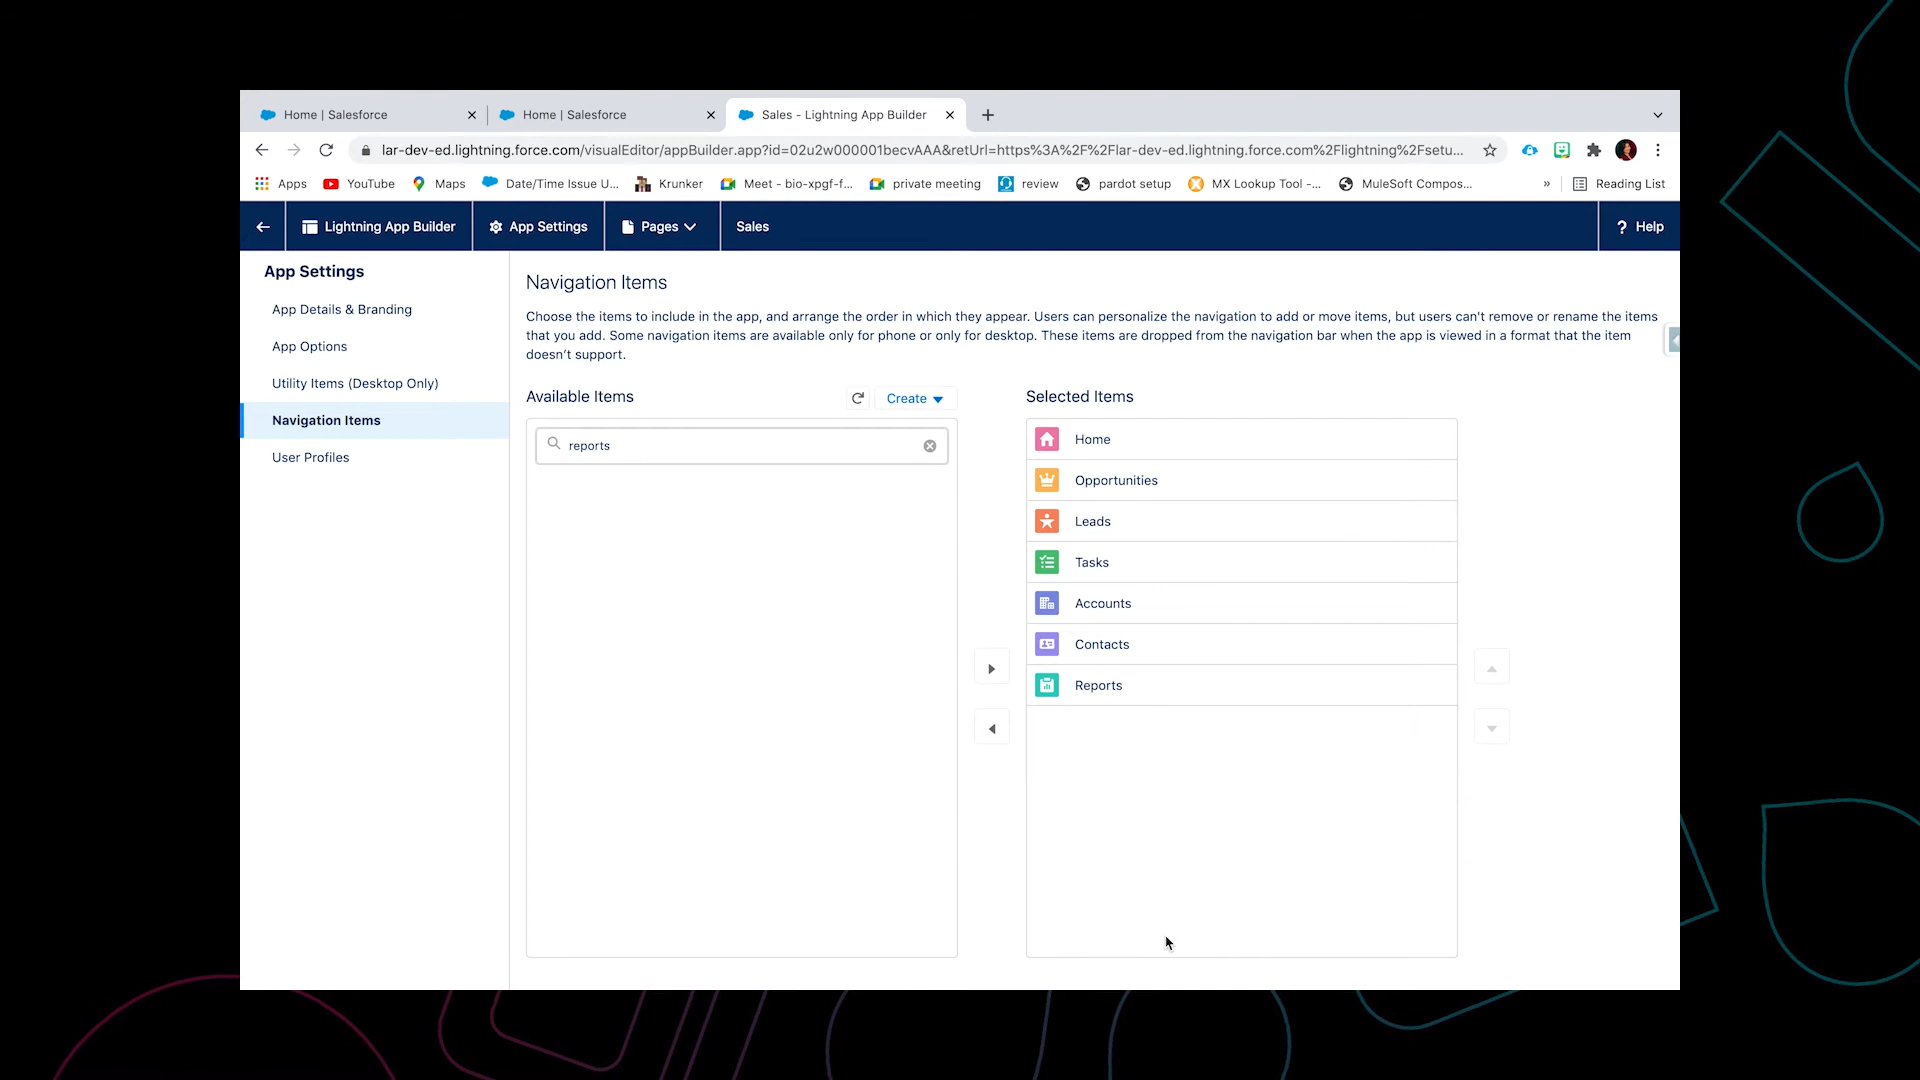 Home | Salesforce
Home | Salesforce
Sales - Lightning App Builder
lar-dev-ed.lightning.force.com/visualEditor/appBuilder.app?id=02u2w000001becvAAA&retUrl=https%3A%2F%2Flar-dev-ed.lightning.force.com%2Flightning%2Fsetu...
Apps YouTube Maps Date/Time Issue U... Krunker Meet - bio-xpgf-f... private meeting review pardot setup MX Lookup Tool -... MuleSoft Compos... » Reading List
Lightning App Builder App Settings Pages Sales ? Help
App Settings
App Details & Branding
App Options
Utility Items (Desktop Only)
Navigation Items
User Profiles
Navigation Items
Choose the items to include in the app, and arrange the order in which they appear. Users can personalize the navigation to add or move items, but users can't remove or rename the items
that you add. Some navigation items are available only for phone or only for desktop. These items are dropped from the navigation bar when the app is viewed in a format that the item
doesn't support.
Available Items
Create
reports
Selected Items
Home
Opportunities
Leads
Tasks
Accounts
Contacts
Reports